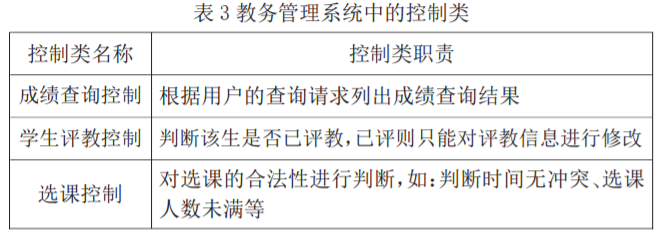 表 3 教务管理系统中的控制类
控制类名称 控制类职责
成绩查询控制 根据用户的查询请求列出成绩查询结果
学生评教控制 判断该生是否已评教,已评则只能对评教信息进行修改
选课控制 对选课的合法性进行判断,如:判断时间无冲突、选课
人数未满等